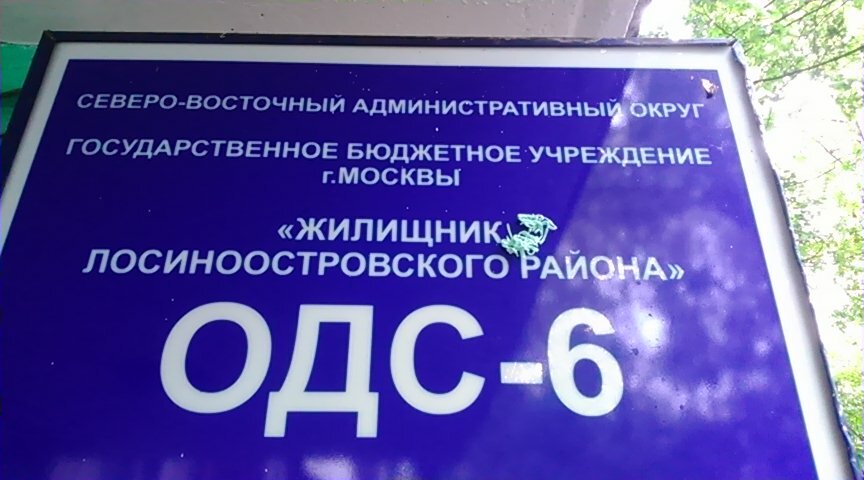 СЕВЕРО-ВОСТОЧНЫЙ АДМИНИСТРАТИВНЫЙ ОКРУГ
ГОСУДАРСТВЕННОЕ БЮДЖЕТНОЕ УЧРЕЖДЕНИЕ
г.МОСКВЫ
«ЖИЛИЩНИК
ЛОСИНООСТРОВСКОГО РАЙОНА»
ОДС-6